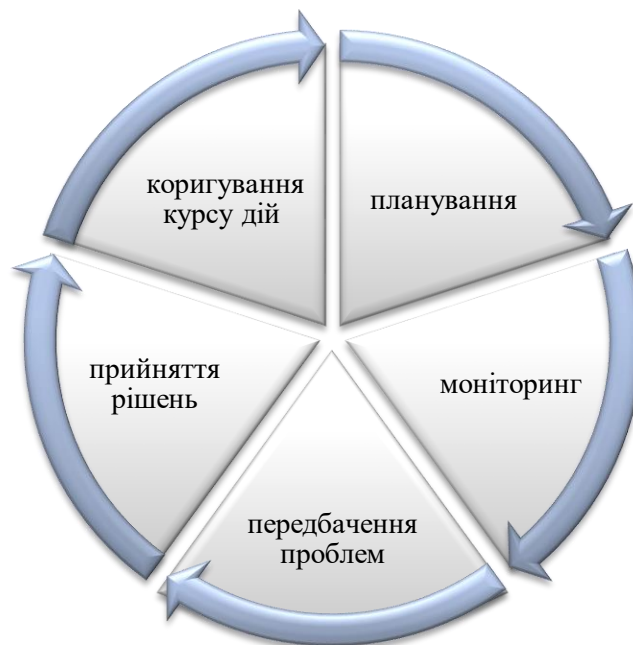 коригування
курсу дій
планування
прийняття
рішень
моніторинг
передбачення
проблем